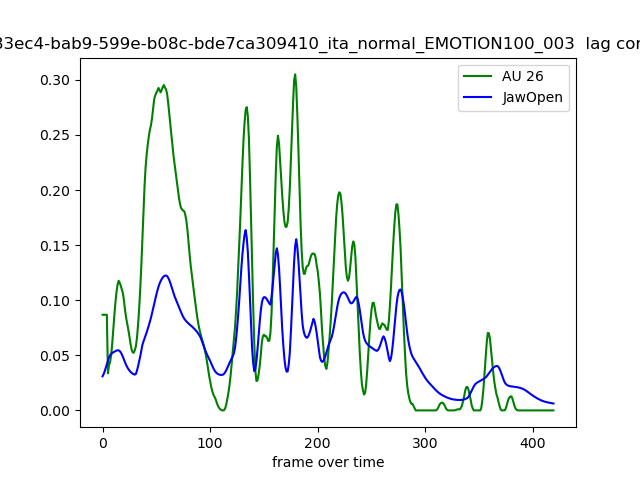 33ec4-bab9-599e-b08c-bde7ca309410_ita_normal_EMOTION100_003 lag cor
AU 26
JawOpen
0.30
0.25
0.20
0.15
0.10
0.05
0.00
0 100 200 300 400
frame over time